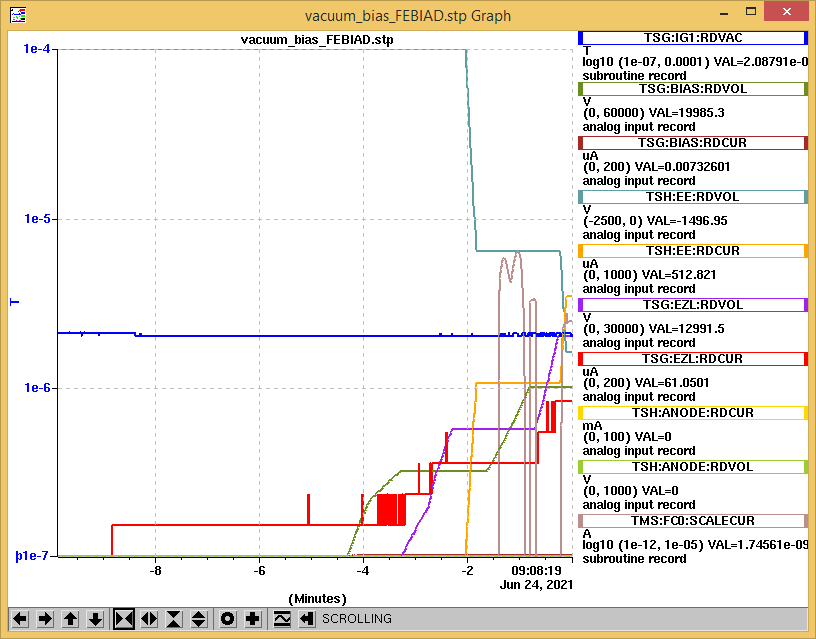 vacuum_bias_FEBIAD.stp Graph
vacuum_bias_FEBIAD.stp
1e-4
1e-5
T
1e-6
1e-7
-8
-6
-4
-2
09:08:19
Jun 24, 2021
(Minutes)
TSG:IG1:RDVAC
T
log10 (1e-07, 0.0001) VAL=2.08791e-0
subroutine record
TSG:BIAS:RDVOL
V
(0, 60000) VAL=19985.3
analog input record
TSG:BIAS:RDCUR
uA
(0, 200) VAL=0.00732601
analog input record
TSH:EE:RDVOL
V
(-2500, 0) VAL=-1496.95
analog input record
TSH:EE:RDCUR
uA
(0, 1000) VAL=512.821
analog input record
TSG:EZL:RDVOL
V
(0, 30000) VAL=12991.5
analog input record
TSG:EZL:RDCUR
uA
(0, 200) VAL=61.0501
analog input record
TSH:ANODE:RDCUR
mA
(0, 100) VAL=0
analog input record
TSH:ANODE:RDVOL
V
(0, 1000) VAL=0
analog input record
TMS:FC0:SCALECUR
A
log10 (1e-12, 1e-05) VAL=1.74561e-09
subroutine record
SCROLLING